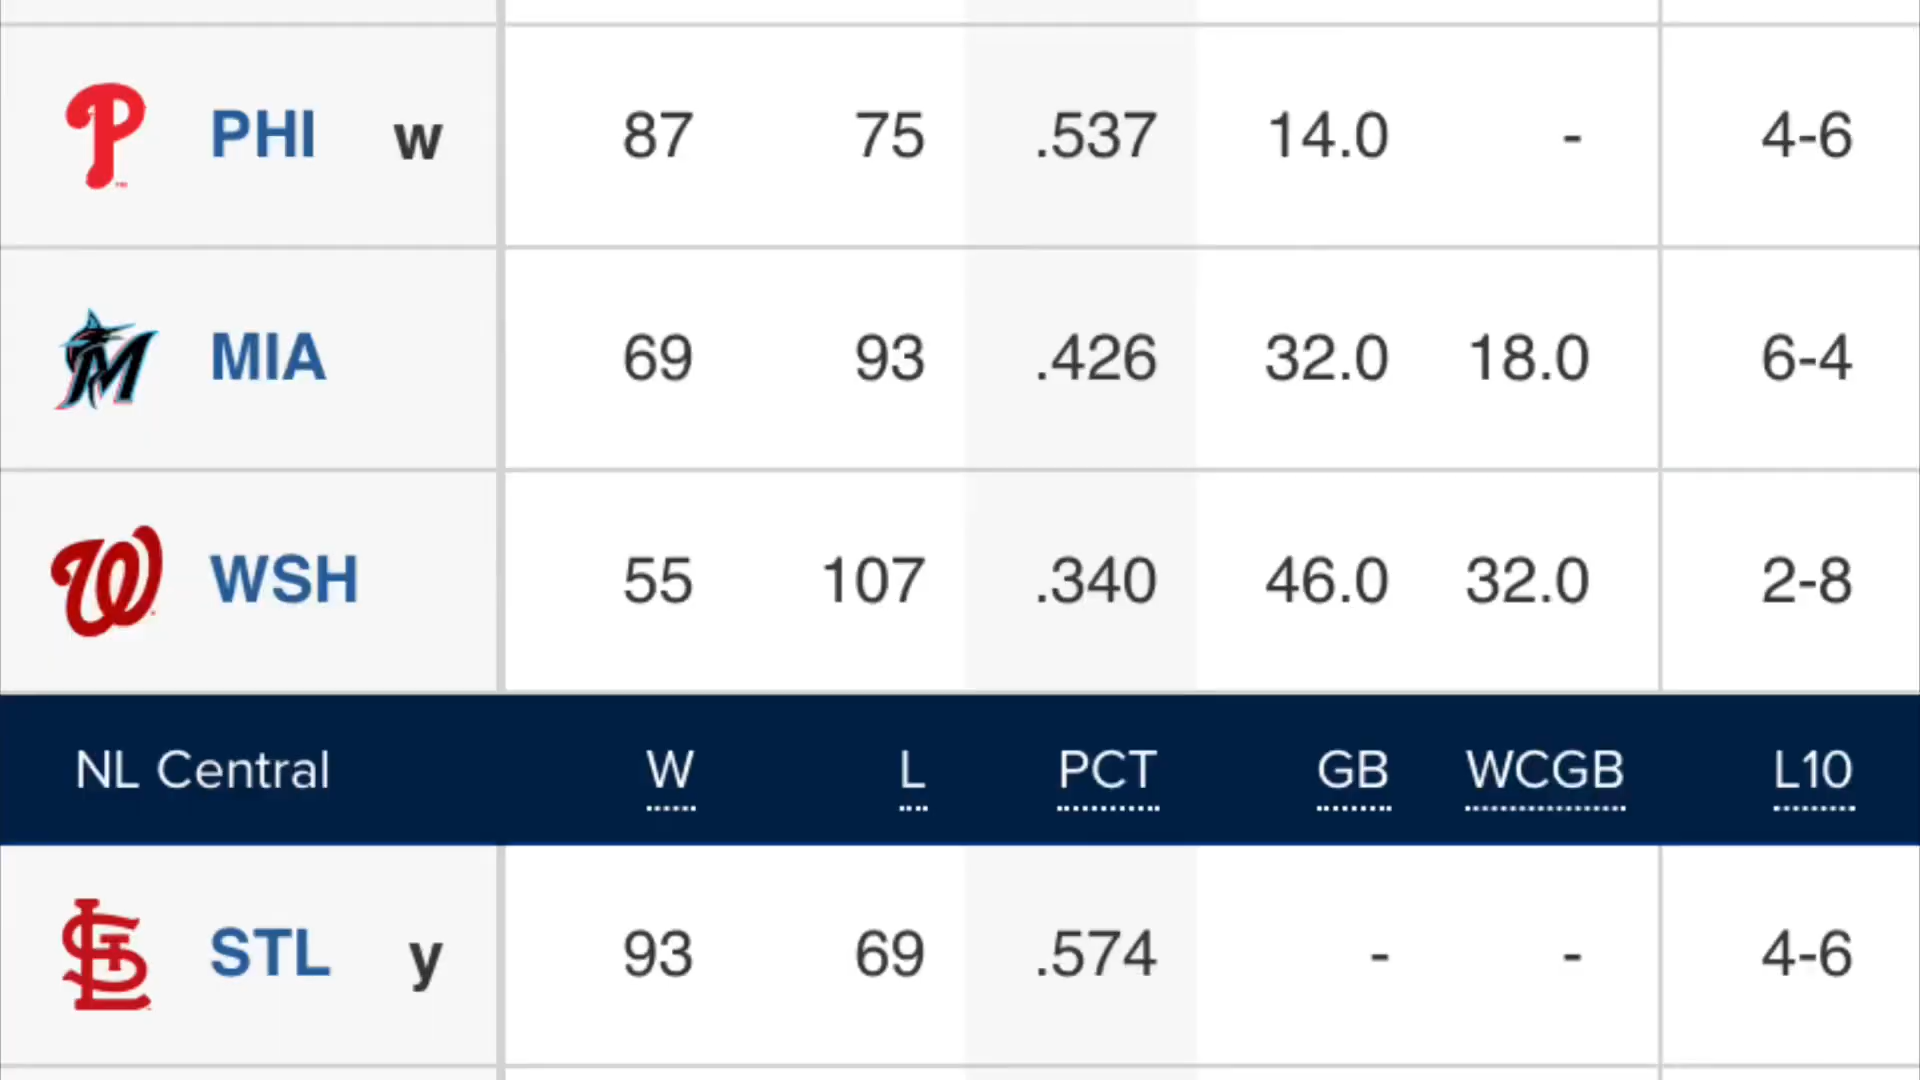 PHI w 87 75 .537 14.0 - 4-6
MIA 69 93 .426 32.0 18.0 6-4
WSH 55 107 .340 46.0 32.0 2-8
NL Central W L PCT GB WCGB L10
STL y 93 69 .574 - - 4-6